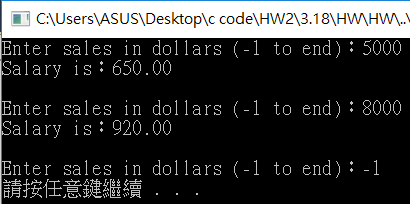 C:\Users\ASUS\Desktop\c code\HW2\3.18\HW\HW\..\
Enter sales in dollars (-1 to end)：5000
Salary is：650.00
Enter sales in dollars (-1 to end)：8000
Salary is：920.00
Enter sales in dollars (-1 to end)：-1
請按任意鍵繼續 . . .